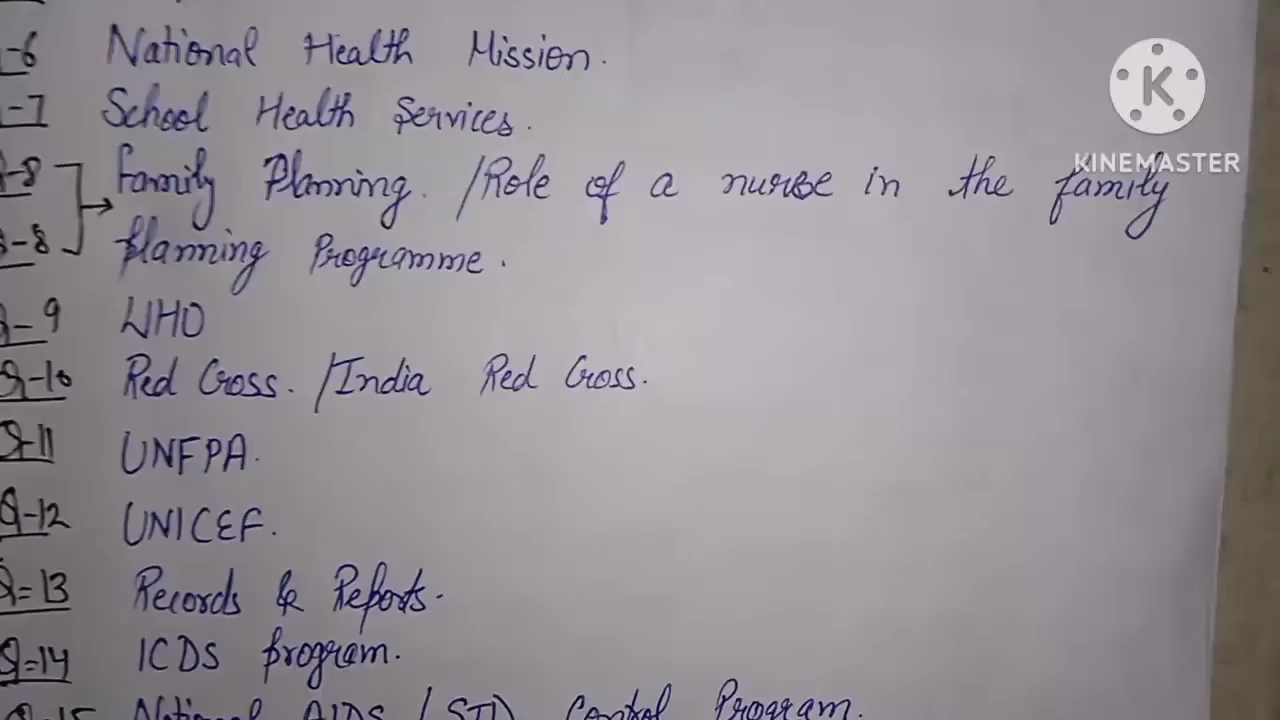 -6 National Health Mission.
-7 School Health Services.
KINEMASTER
Q-8 Family Planning. /Role of a nurse in the family
Q-8 planning Programme.
Q-9 WHO
Q-10 Red Cross. /India Red Cross.
Q-11 UNFPA.
Q-12 UNICEF.
Q=13 Records & Reports.
Q=14 ICDS program.
Q-15 National AIDS / STD Control Program.